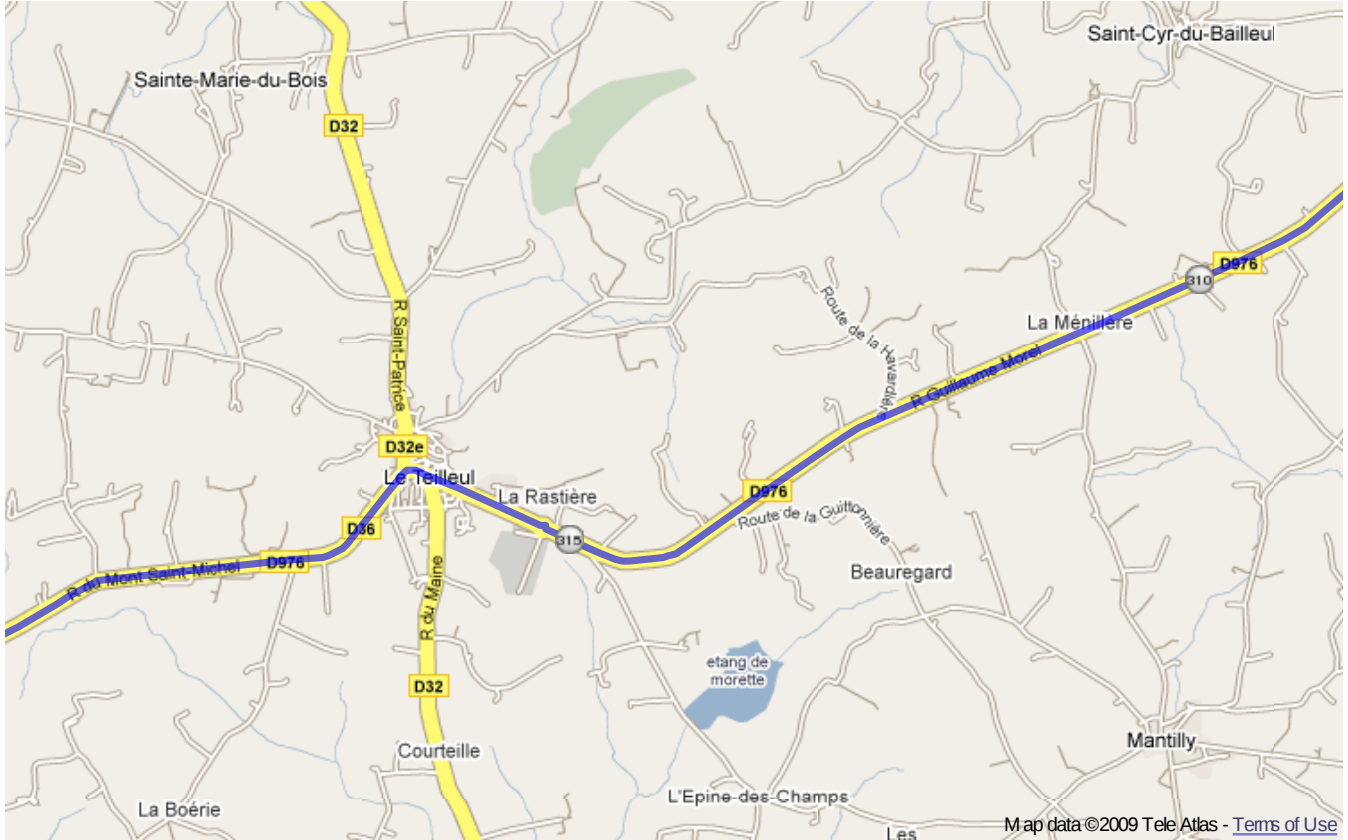 Saint-Cyr-du-Bailleul
Sainte-Marie-du-Bois
D32
D976
310
Route de la Havardière
La Ménillère
R Saint-Patrice
R Guillaume Morel
D32e
Le Teilleul
La Rastière
D976
D36
Route de la Guittonnière
315
D976
R du Mont Saint-Michel
Beauregard
R du Maine
etang de
morette
D32
Mantilly
Courteille
L'Epine-des-Champs
La Boérie
Les
Map data ©2009 Tele Atlas - Terms of Use